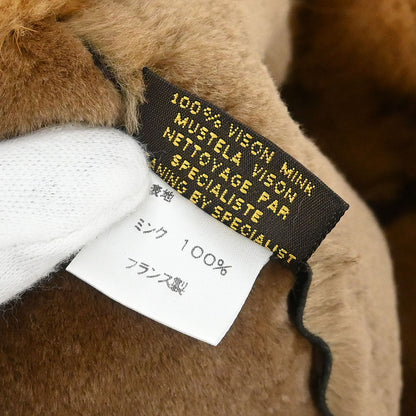 100% VISON MINK
MUSTELA VISON
NETTOYAGE PAR
SPECIALISTE
ANING BY SPECIALIST
表地
ミンク 100%
フランス製